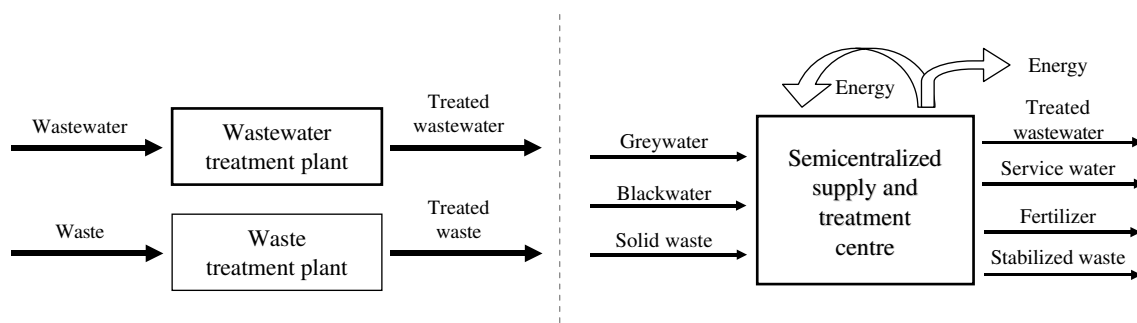 Wastewater
Wastewater
treatment plant
Treated
wastewater
Waste
Waste
treatment plant
Treated
waste
Greywater
Blackwater
Solid waste
Semicentralized
supply and
treatment
centre
Energy
Energy
Treated
wastewater
Service water
Fertilizer
Stabilized waste